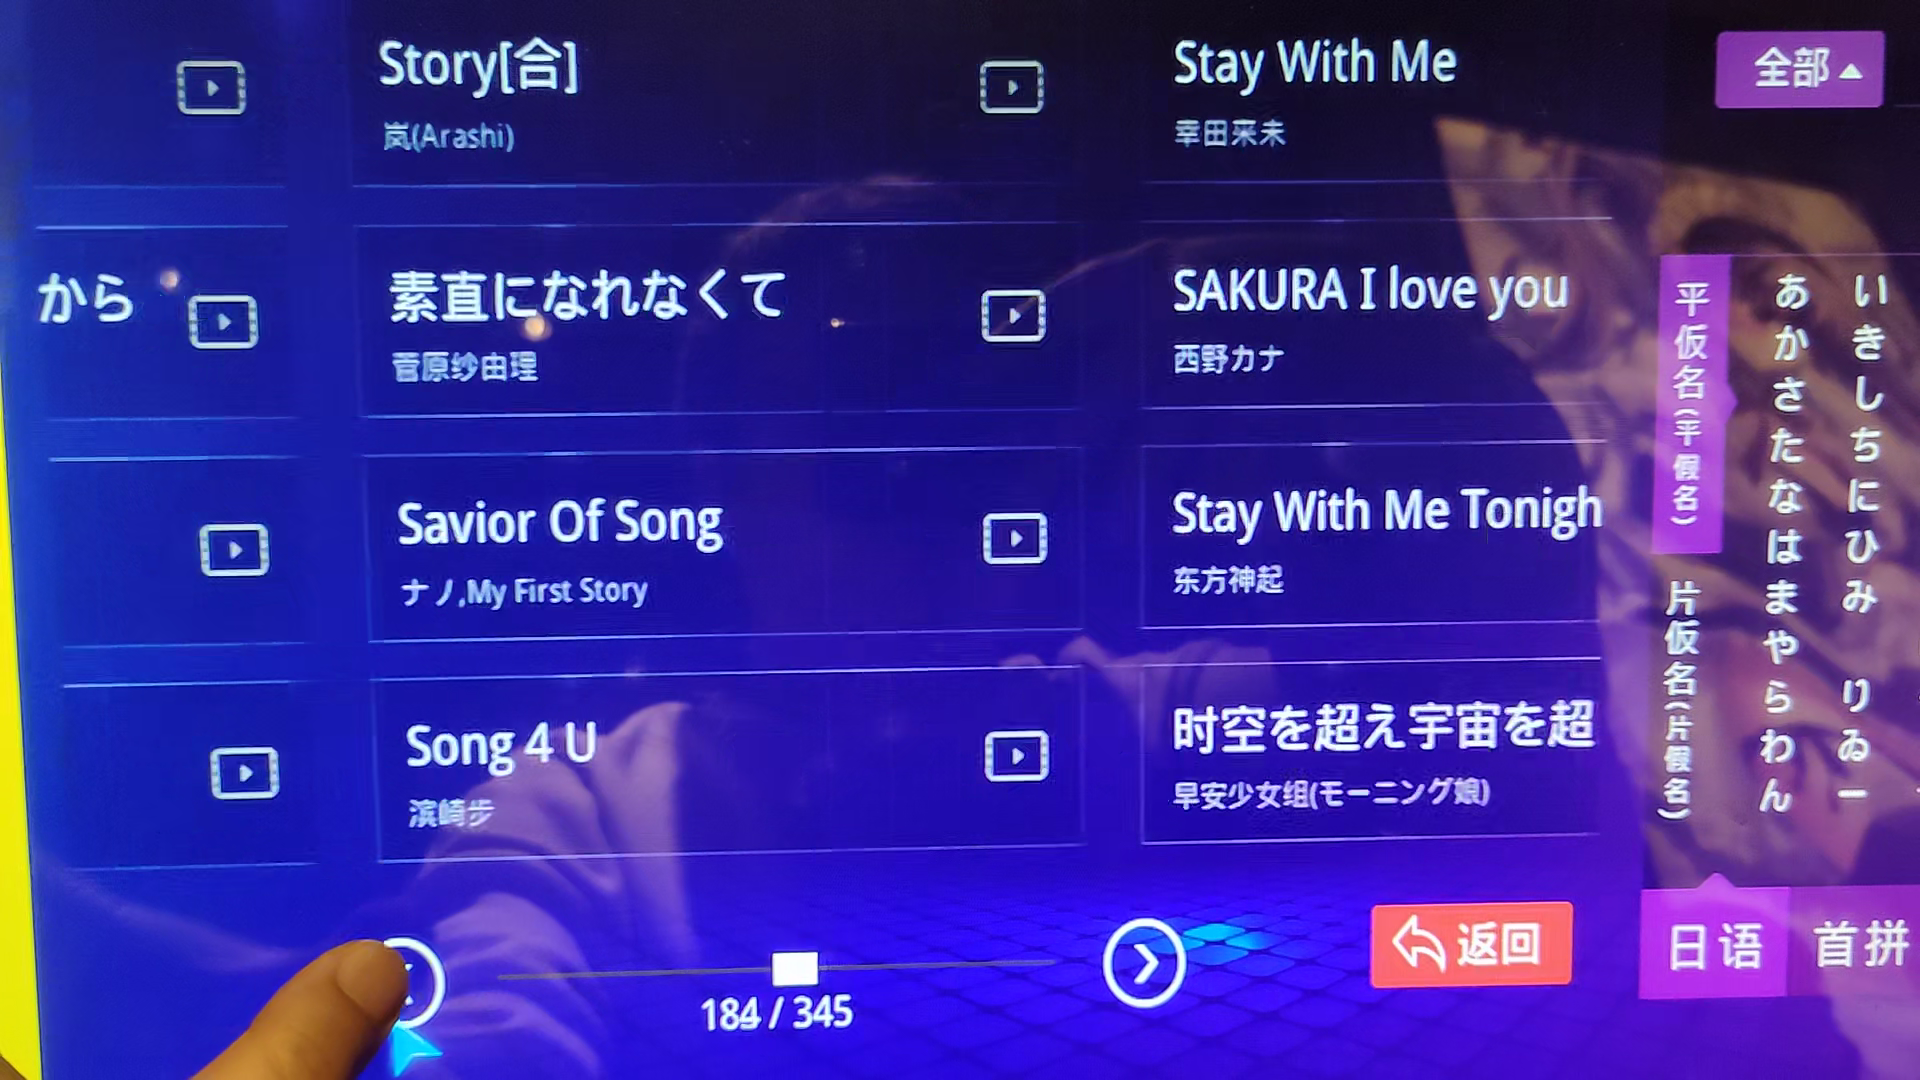 Story[合]
岚(Arashi)
Stay With Me
幸田来未
全部
から
素直になれなくて
菅原纱由理
SAKURA I love you
西野カナ
Savior Of Song
ナノ,My First Story
Stay With Me Tonigh
东方神起
Song 4 U
滨崎步
时空を超え宇宙を超
早安少女组(モーニング娘)
平仮名(平假名)
片仮名(片假名)
あかさたなはまやらわん
いきしちにひみ りゐー
184 / 345
返回
日语
首拼